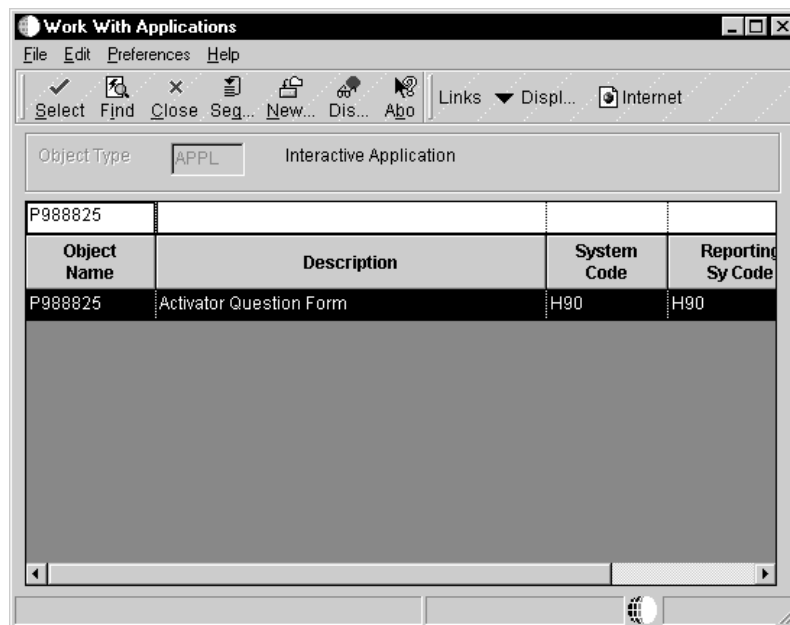 Work With Applications
File Edit Preferences Help
Select Find Close Seq... New... Dis... Abo Links Displ... Internet
Object Type APPL Interactive Application
P988825
Object Name Description System Code Reporting Sy Code
P988825 Activator Question Form H90 H90